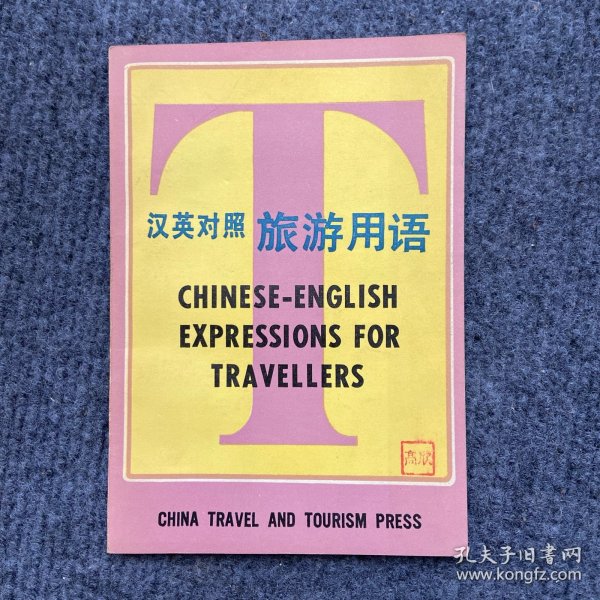 汉英对照 旅游用语
CHINESE-ENGLISH
EXPRESSIONS FOR
TRAVELLERS
CHINA TRAVEL AND TOURISM PRESS
孔夫子旧书网
www.kongfz.com